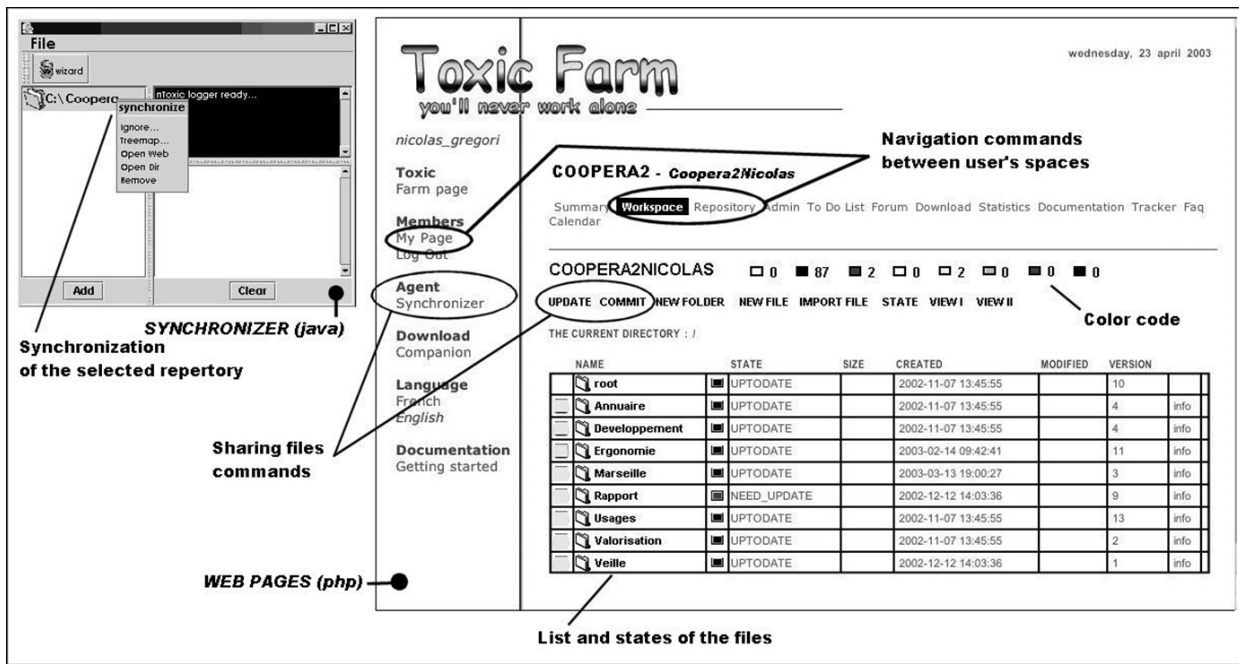 File
wizard
C:\ Coopera
synchronize
Ignore...
Treemap...
Open Web
Open Dir
Remove
nToxic logger ready...
Add
Clear
SYNCHRONIZER (java)
Synchronization
of the selected repertory
Toxic Farm
you'll never work alone
wednesday, 23 april 2003
nicolas_gregori
Toxic
Farm page
Members
My Page
Log Out
Agent
Synchronizer
Download
Companion
Language
French
English
Documentation
Getting started
Sharing files
commands
WEB PAGES (php)
Navigation commands
between user's spaces
COOPERA2 - Coopera2Nicolas
Summary Workspace Repository Admin To Do List Forum Download Statistics Documentation Tracker Faq
Calendar
COOPERA2NICOLAS 0 87 2 0 2 0 0 0
UPDATE COMMIT NEW FOLDER NEW FILE IMPORT FILE STATE VIEW I VIEW II
Color code
THE CURRENT DIRECTORY : /
NAME STATE SIZE CREATED MODIFIED VERSION
root UPTODATE 2002-11-07 13:45:55 10
Annuaire UPTODATE 2002-11-07 13:45:55 4 info
Developpement UPTODATE 2002-11-07 13:45:55 4 info
Ergonomie UPTODATE 2003-02-14 09:42:41 11 info
Marseille UPTODATE 2003-03-13 19:00:27 3 info
Rapport NEED_UPDATE 2002-12-12 14:03:36 9 info
Usages UPTODATE 2002-11-07 13:45:55 13 info
Valorisation UPTODATE 2002-11-07 13:45:55 2 info
Veille UPTODATE 2002-12-12 14:03:36 1 info
List and states of the files